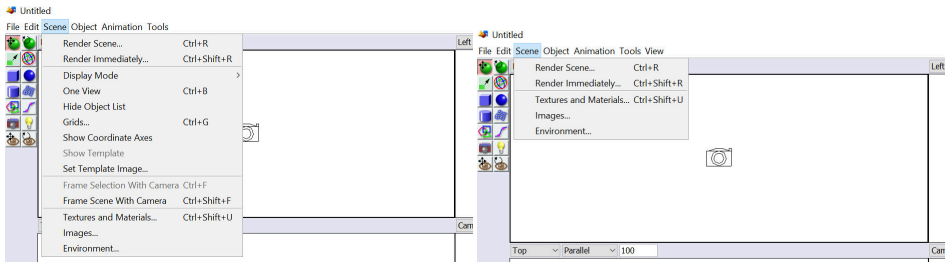 Untitled
File Edit Scene Object Animation Tools
Left
Render Scene... Ctrl+R
Render Immediately... Ctrl+Shift+R
Display Mode >
One View Ctrl+B
Hide Object List
Grids... Ctrl+G
Show Coordinate Axes
Show Template
Set Template Image...
Frame Selection With Camera Ctrl+F
Frame Scene With Camera Ctrl+Shift+F
Textures and Materials... Ctrl+Shift+U
Images...
Environment...
Cam
Untitled
File Edit Scene Object Animation Tools View
Left
Render Scene... Ctrl+R
Render Immediately... Ctrl+Shift+R
Textures and Materials... Ctrl+Shift+U
Images...
Environment...
Top Parallel 100
Cam